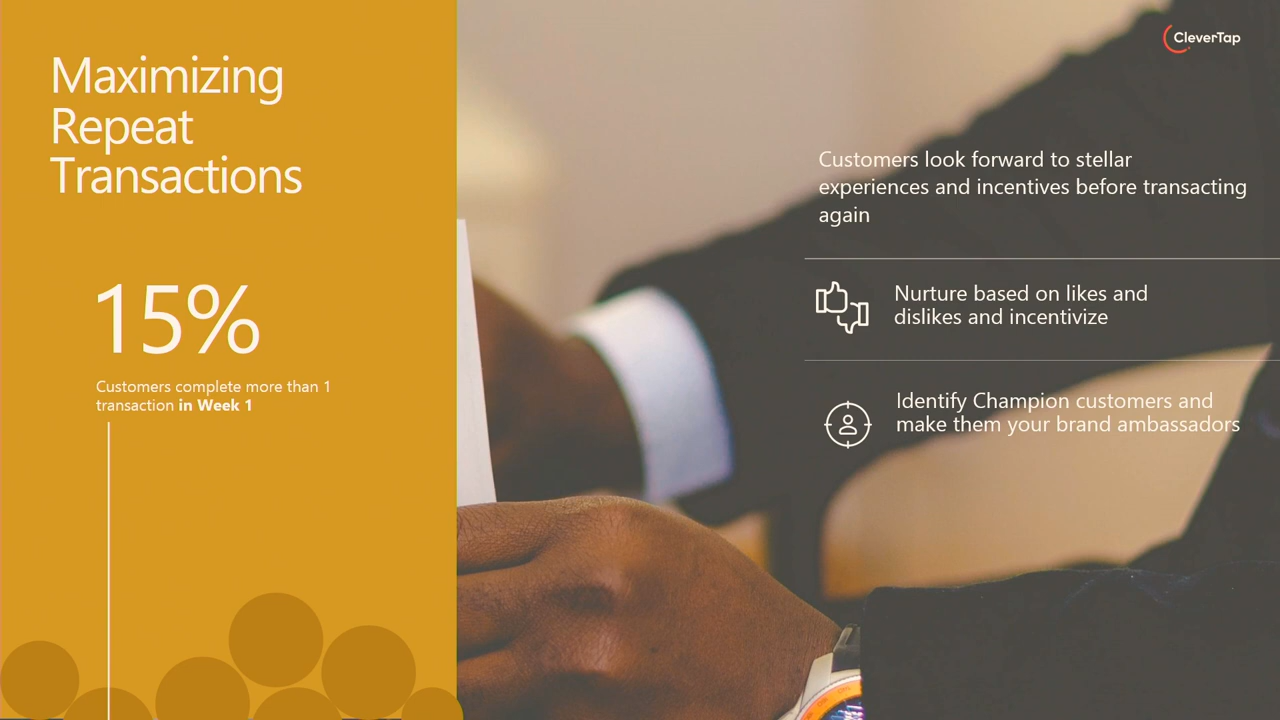 Maximizing
Repeat
Transactions
15%
Customers complete more than 1
transaction in Week 1
CleverTap
Customers look forward to stellar
experiences and incentives before transacting
again
Nurture based on likes and
dislikes and incentivize
Identify Champion customers and
make them your brand ambassadors